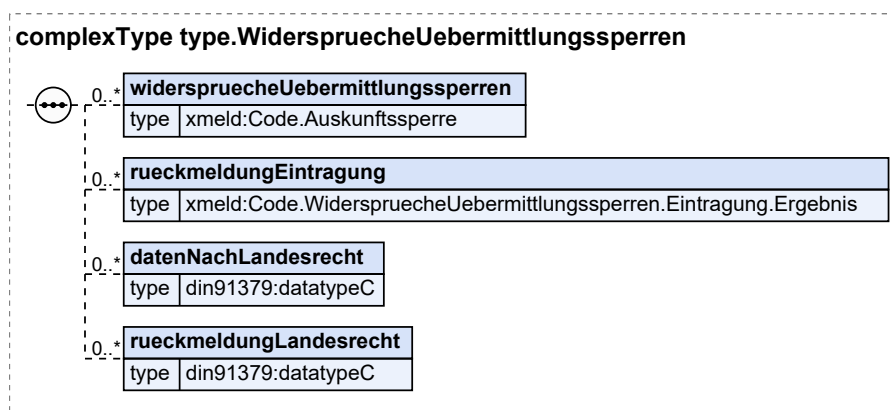 complexType type.WiderspruecheUebermittlungssperren
0..* widerspruecheUebermittlungssperren
type xmeld:Code.Auskunftssperre
0..* rueckmeldungEintragung
type xmeld:Code.WiderspruecheUebermittlungssperren.Eintragung.Ergebnis
0..* datenNachLandesrecht
type din91379:datatypeC
0..* rueckmeldungLandesrecht
type din91379:datatypeC